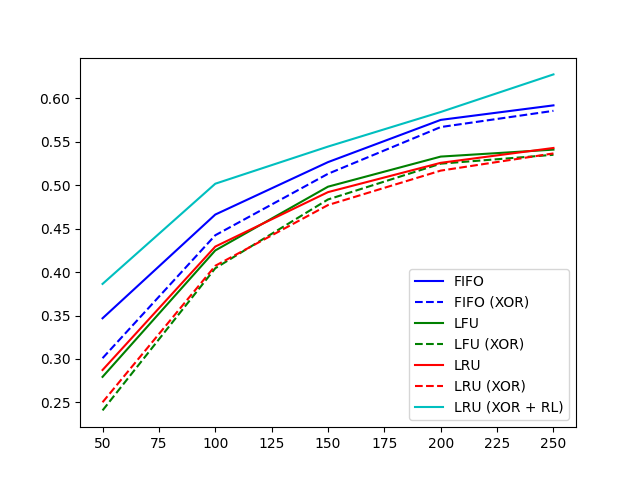 0.60
0.55
0.50
0.45
0.40
0.35
0.30
0.25
50 75 100 125 150 175 200 225 250
FIFO
FIFO (XOR)
LFU
LFU (XOR)
LRU
LRU (XOR)
LRU (XOR + RL)